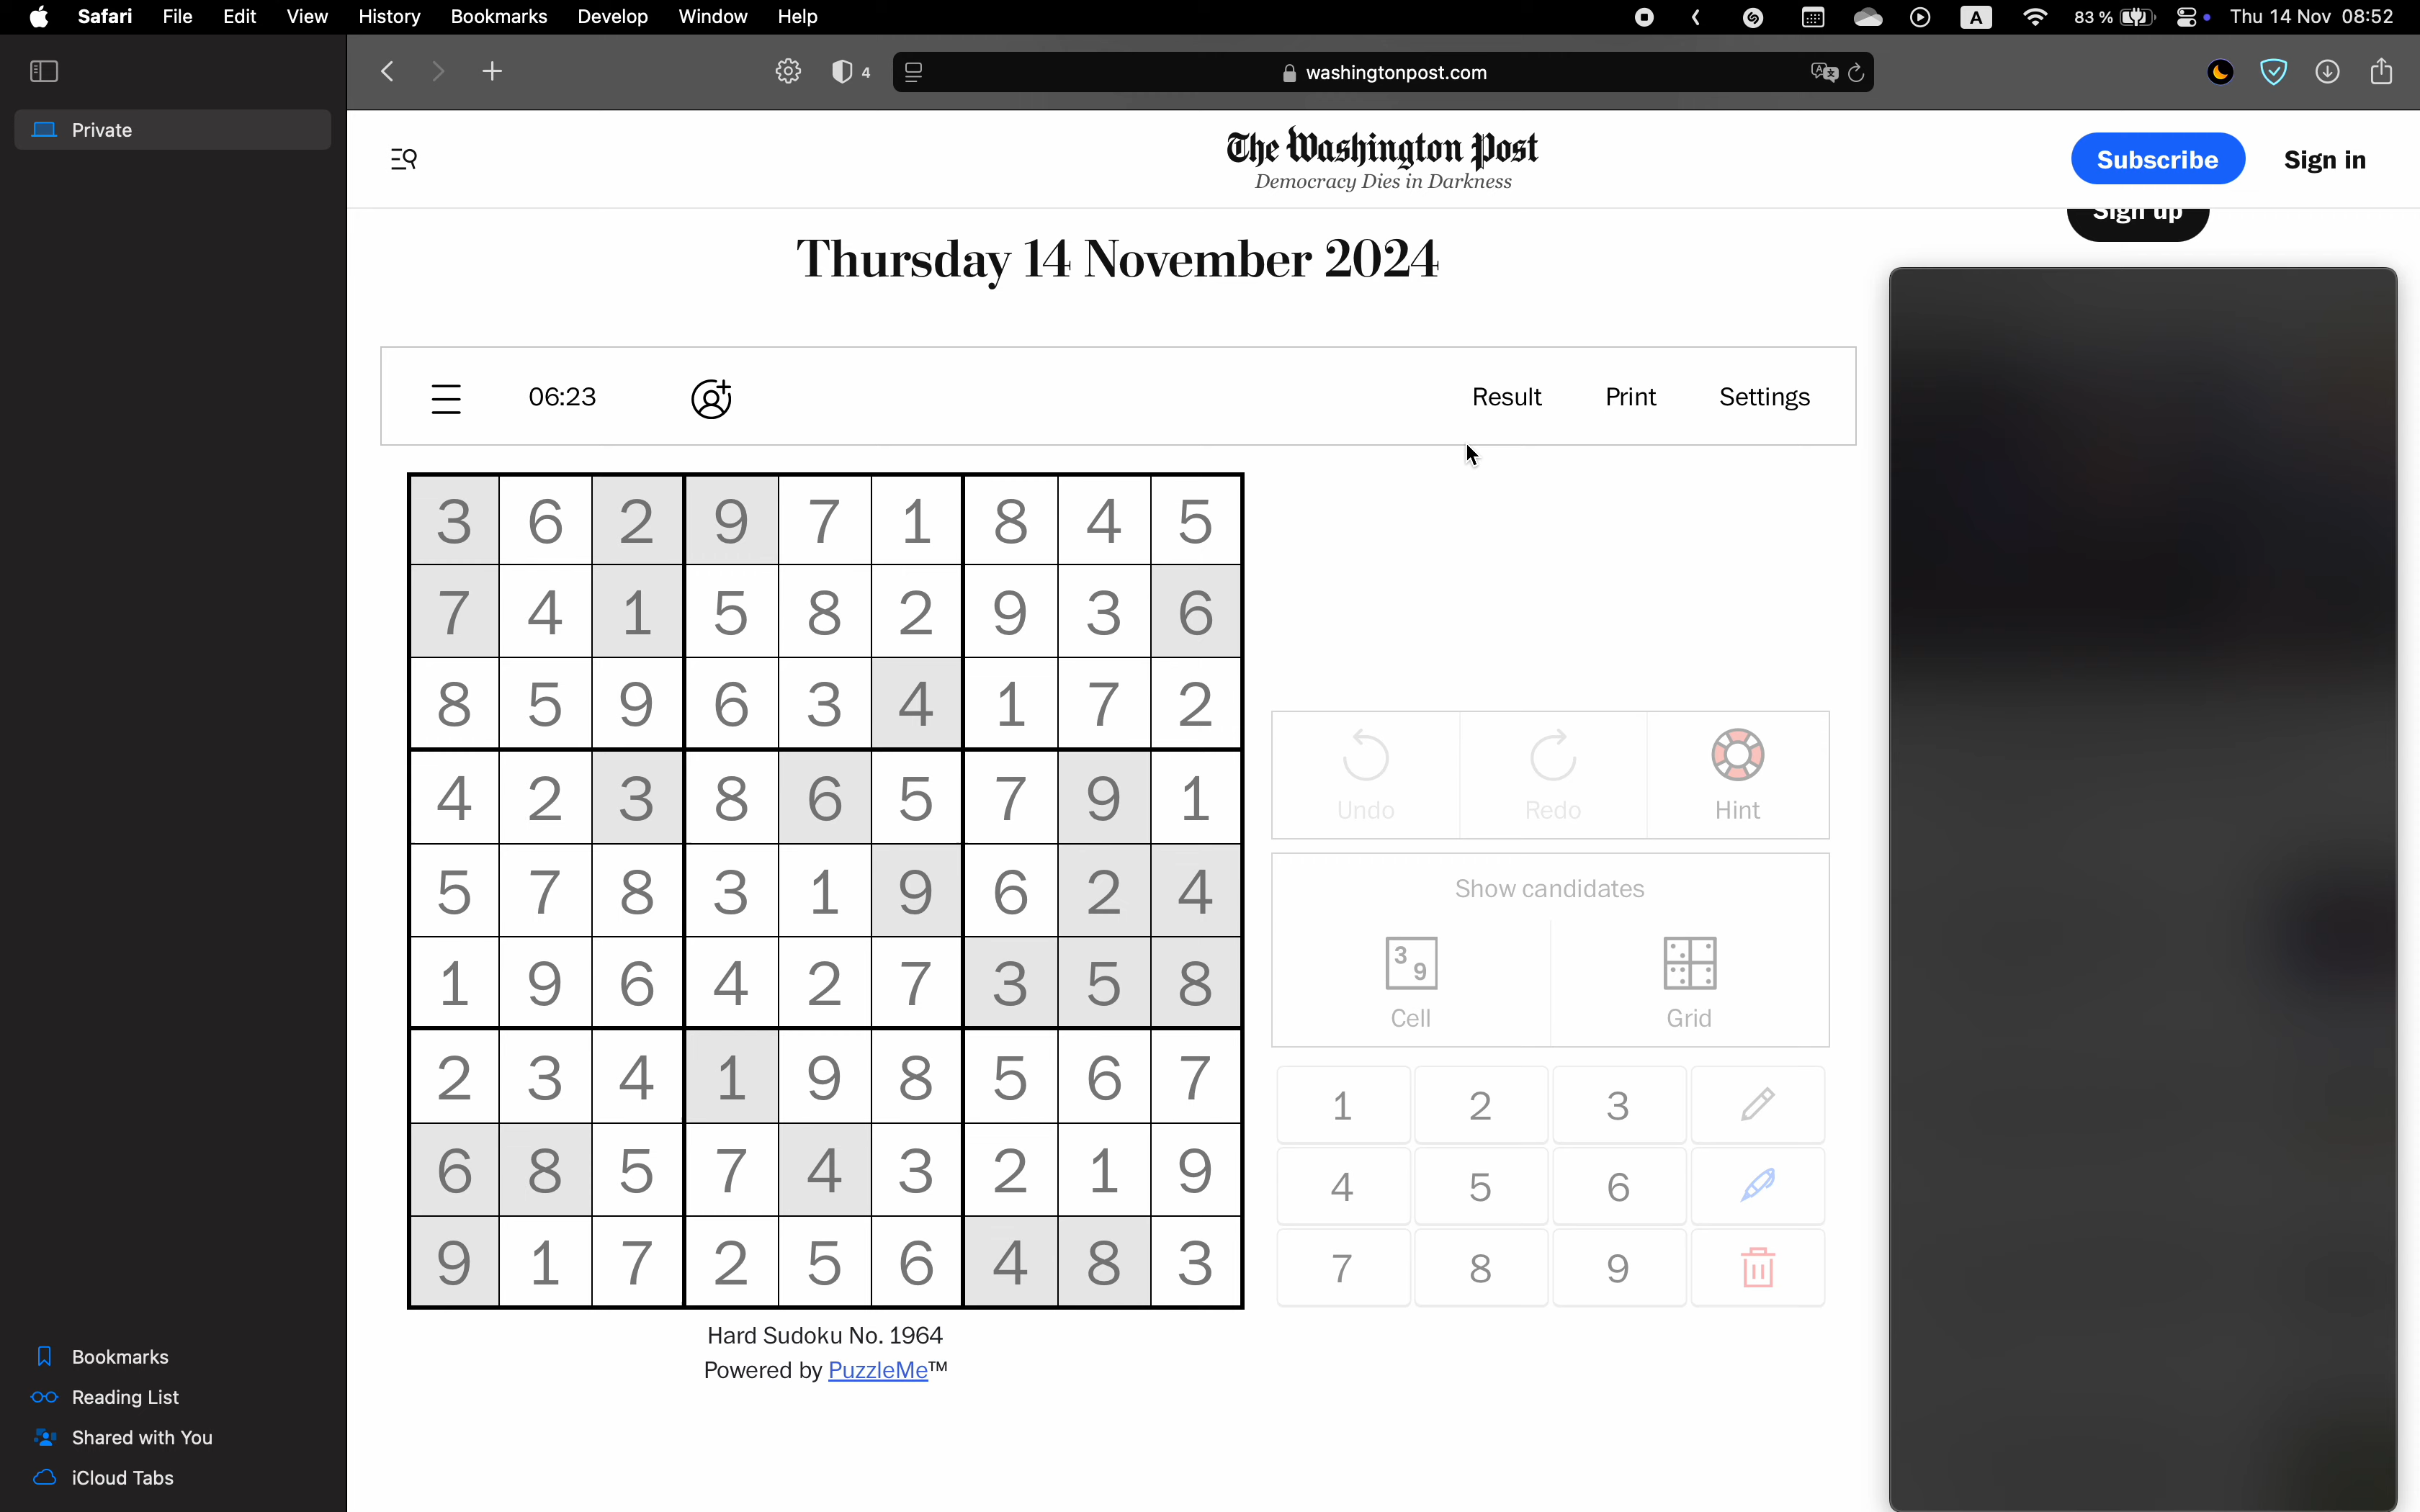 Safari File Edit View History Bookmarks Develop Window Help
A 83 % Thu 14 Nov 08:52
4 washingtonpost.com
Private
The Washington Post
Democracy Dies in Darkness
Subscribe Sign in
Sign up
Thursday 14 November 2024
06:23 Result Print Settings
3 6 2 9 7 1 8 4 5
7 4 1 5 8 2 9 3 6
8 5 9 6 3 4 1 7 2
4 2 3 8 6 5 7 9 1
5 7 8 3 1 9 6 2 4
1 9 6 4 2 7 3 5 8
2 3 4 1 9 8 5 6 7
6 8 5 7 4 3 2 1 9
9 1 7 2 5 6 4 8 3
Hard Sudoku No. 1964
Powered by PuzzleMe™
Undo Redo Hint
Show candidates
3 9
Cell Grid
1 2 3
4 5 6
7 8 9
Bookmarks
Reading List
Shared with You
iCloud Tabs